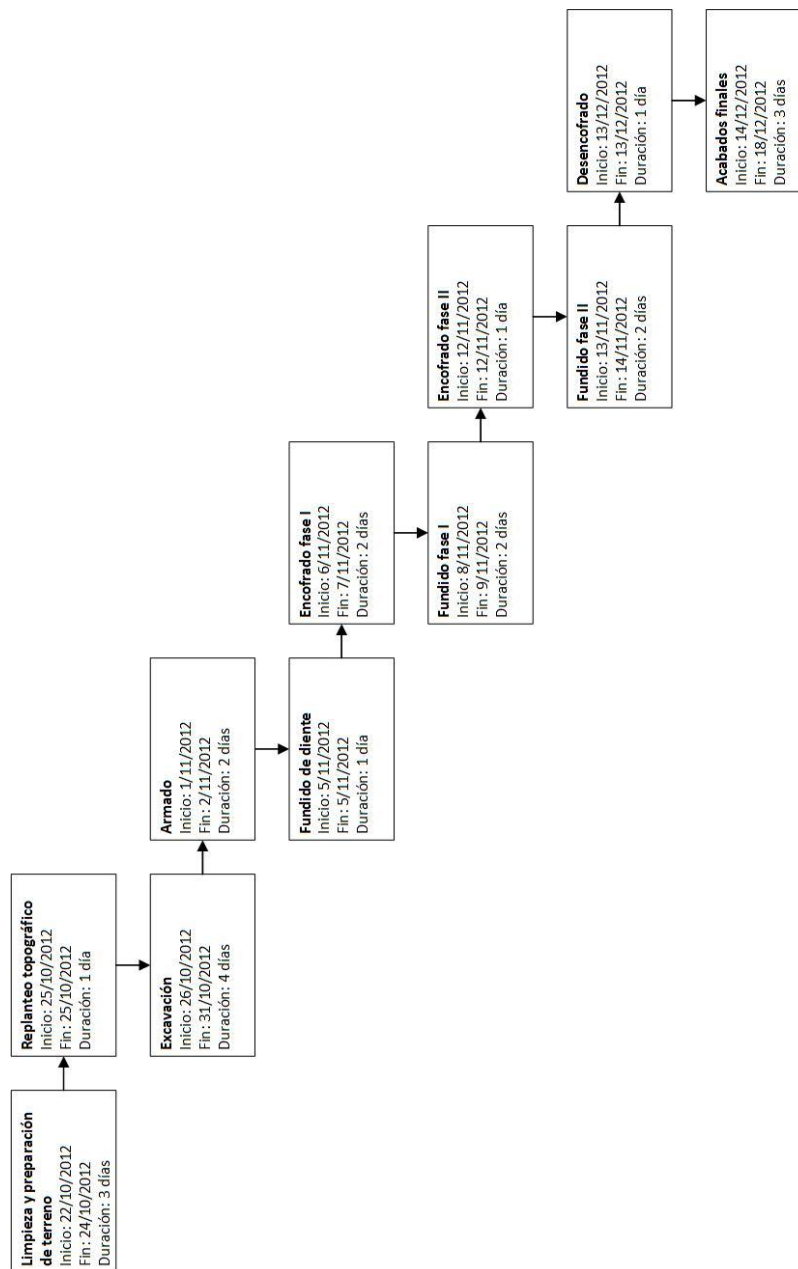 Limpieza y preparación
de terreno
Inicio: 22/10/2012
Fin: 24/10/2012
Duración: 3 días
Replanteo topográfico
Inicio: 25/10/2012
Fin: 25/10/2012
Duración: 1 día
Excavación
Inicio: 26/10/2012
Fin: 31/10/2012
Duración: 4 días
Armado
Inicio: 1/11/2012
Fin: 2/11/2012
Duración: 2 días
Fundido de diente
Inicio: 5/11/2012
Fin: 5/11/2012
Duración: 1 día
Encofrado fase I
Inicio: 6/11/2012
Fin: 7/11/2012
Duración: 2 días
Fundido fase I
Inicio: 8/11/2012
Fin: 9/11/2012
Duración: 2 días
Encofrado fase II
Inicio: 12/11/2012
Fin: 12/11/2012
Duración: 1 día
Fundido fase II
Inicio: 13/11/2012
Fin: 14/11/2012
Duración: 2 días
Desencofrado
Inicio: 13/12/2012
Fin: 13/12/2012
Duración: 1 día
Acabados finales
Inicio: 14/12/2012
Fin: 18/12/2012
Duración: 3 días